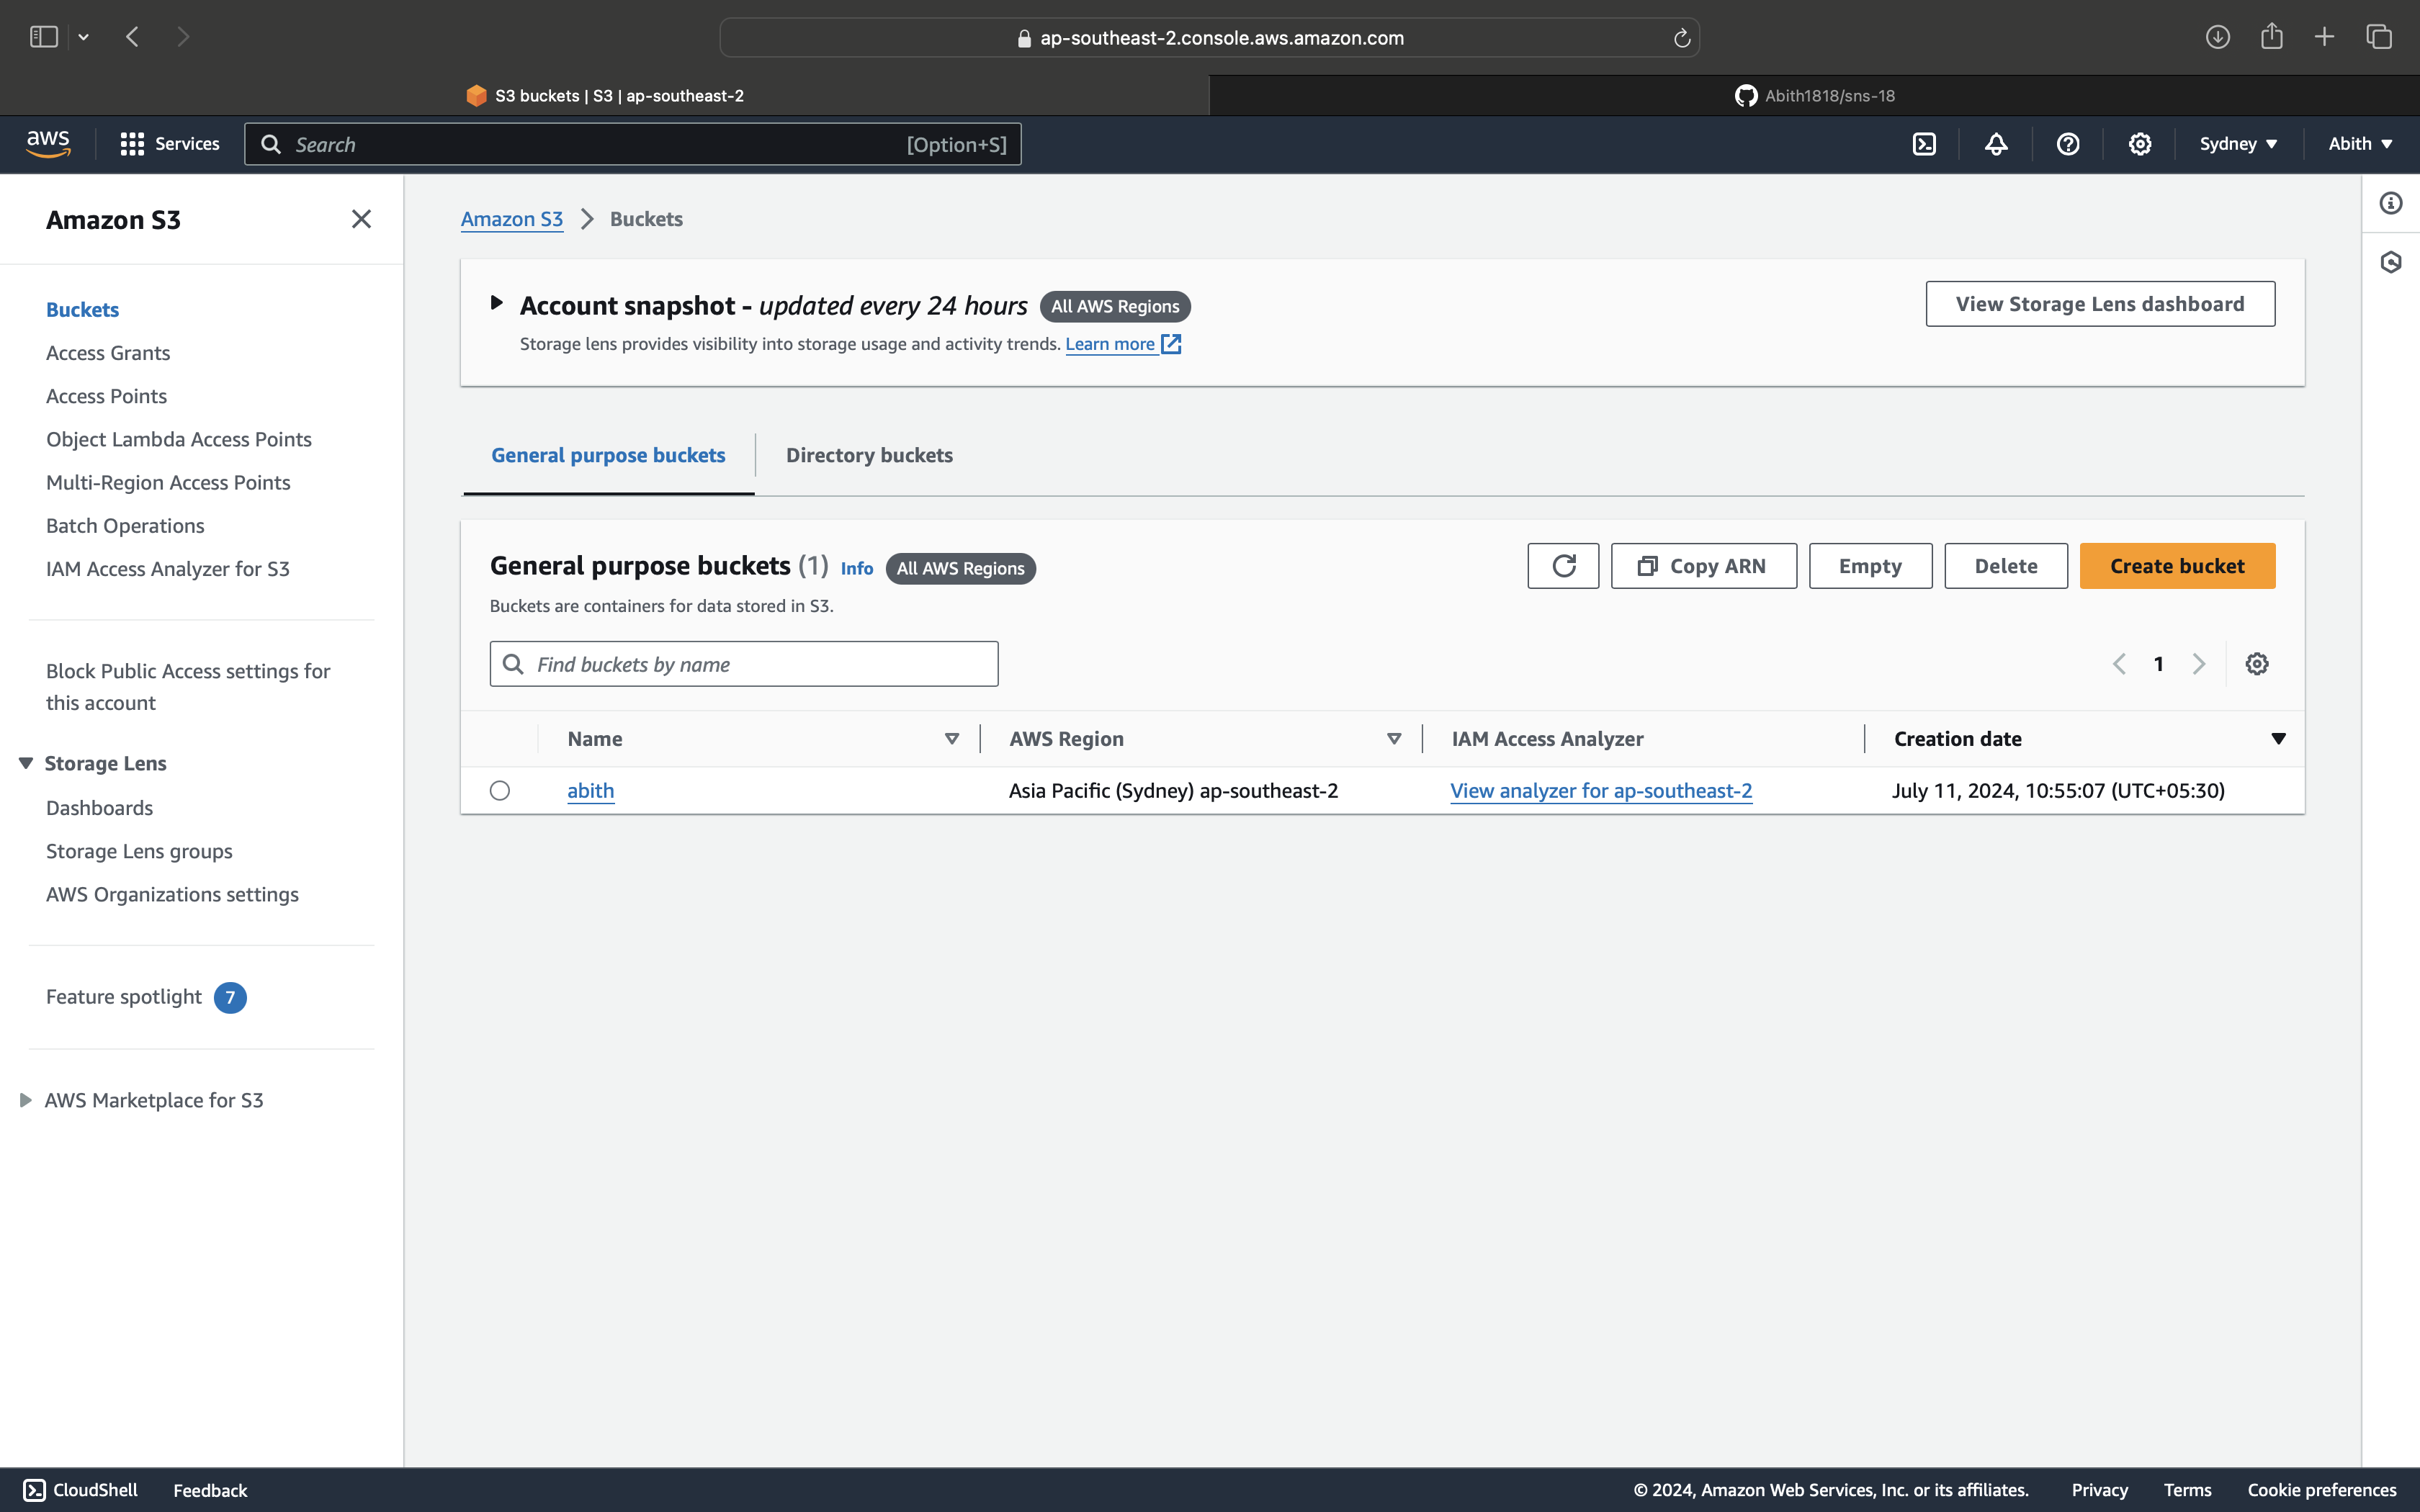 ap-southeast-2.console.aws.amazon.com
S3 buckets | S3 | ap-southeast-2
Abith1818/sns-18
aws
Services
Search
[Option+S]
Sydney
Abith
Amazon S3
Buckets
Access Grants
Access Points
Object Lambda Access Points
Multi-Region Access Points
Batch Operations
IAM Access Analyzer for S3
Block Public Access settings for
this account
Storage Lens
Dashboards
Storage Lens groups
AWS Organizations settings
Feature spotlight 7
AWS Marketplace for S3
Amazon S3 > Buckets
Account snapshot - updated every 24 hours All AWS Regions
Storage lens provides visibility into storage usage and activity trends. Learn more
View Storage Lens dashboard
General purpose buckets
Directory buckets
General purpose buckets (1) Info All AWS Regions
Buckets are containers for data stored in S3.
Copy ARN
Empty
Delete
Create bucket
Find buckets by name
1
Name AWS Region IAM Access Analyzer Creation date
abith Asia Pacific (Sydney) ap-southeast-2 View analyzer for ap-southeast-2 July 11, 2024, 10:55:07 (UTC+05:30)
CloudShell Feedback © 2024, Amazon Web Services, Inc. or its affiliates. Privacy Terms Cookie preferences